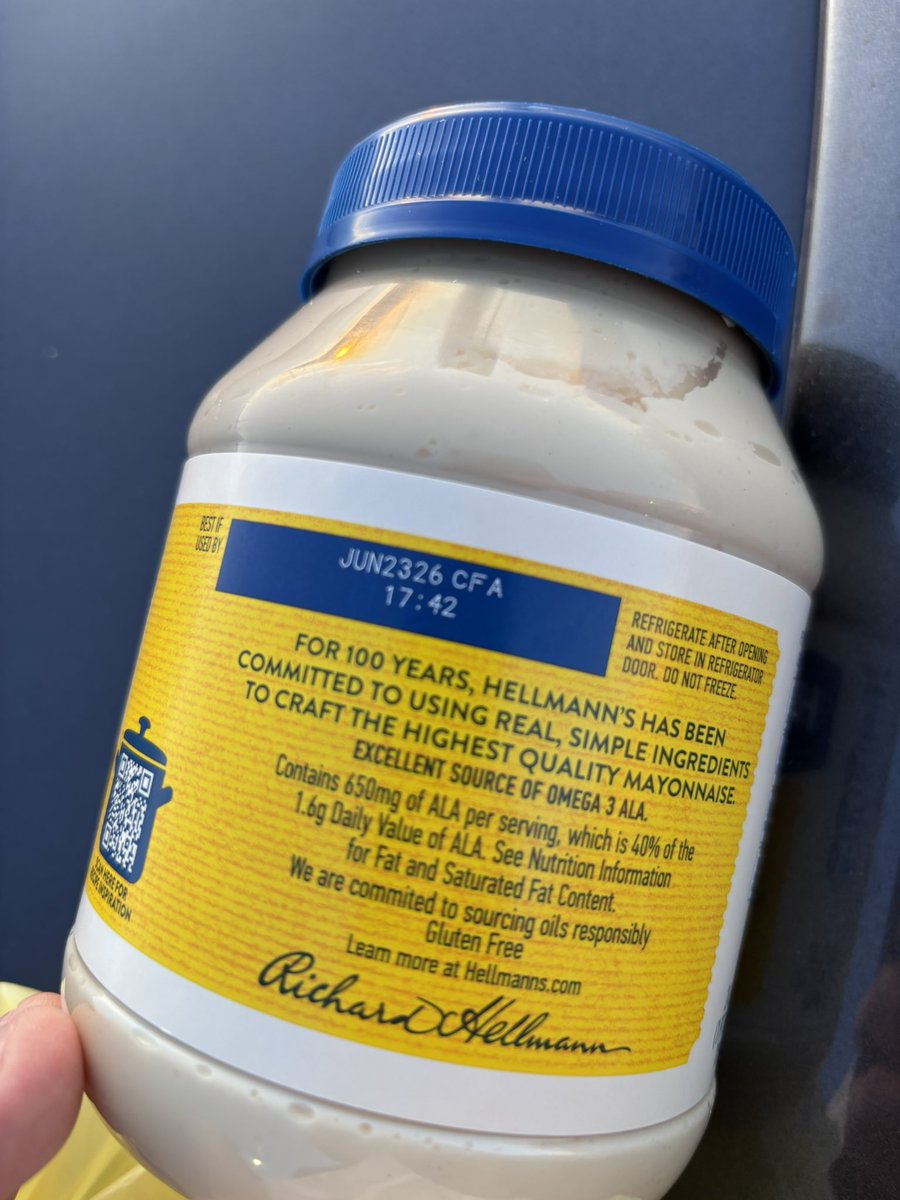 BEST IF
USED BY
JUN2326 CFA
17:42
REFRIGERATE AFTER OPENING
AND STORE IN REFRIGERATOR
DOOR. DO NOT FREEZE.
FOR 100 YEARS, HELLMANN'S HAS BEEN
COMMITTED TO USING REAL, SIMPLE INGREDIENTS
TO CRAFT THE HIGHEST QUALITY MAYONNAISE.
EXCELLENT SOURCE OF OMEGA 3 ALA.
Contains 650mg of ALA per serving, which is 40% of the
1.6g Daily Value of ALA. See Nutrition Information
for Fat and Saturated Fat Content.
We are commited to sourcing oils responsibly
Gluten Free
Learn more at Hellmanns.com
Richard Hellmann
SCAN HERE FOR
INSPIRATION